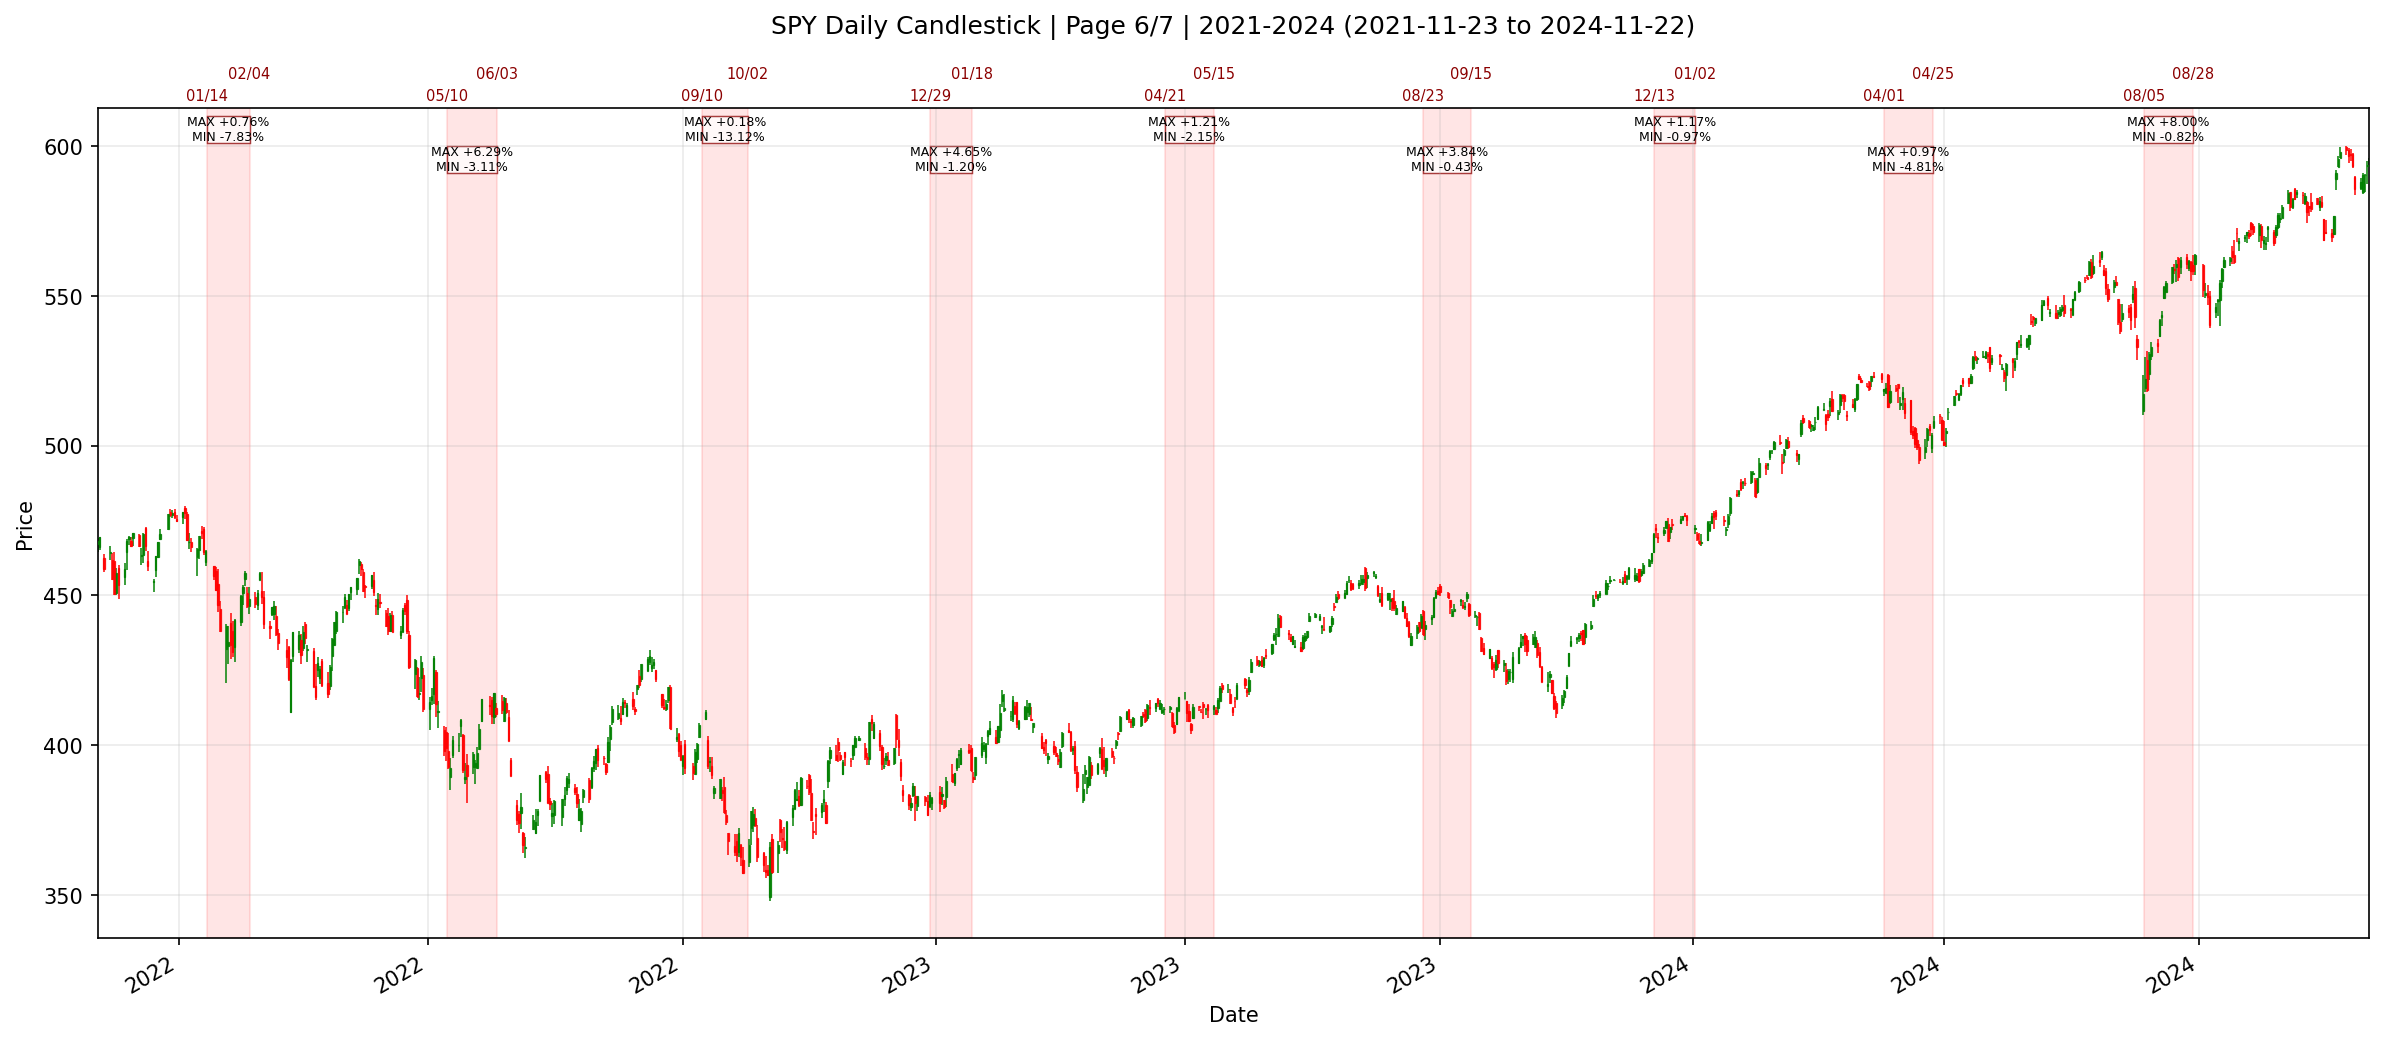 SPY Daily Candlestick | Page 6/7 | 2021-2024 (2021-11-23 to 2024-11-22)
02/04 06/03 10/02 01/18 05/15 09/15 01/02 04/25 08/28
01/14 05/10 09/10 12/29 04/21 08/23 12/13 04/01 08/05
MAX +0.76%
MIN -7.83%
MAX +6.29%
MIN -3.11%
MAX +0.18%
MIN -13.12%
MAX +4.65%
MIN -1.20%
MAX +1.21%
MIN -2.15%
MAX +3.84%
MIN -0.43%
MAX +1.17%
MIN -0.97%
MAX +0.97%
MIN -4.81%
MAX +8.00%
MIN -0.82%
600
550
500
450
400
350
Price
2022 2022 2022 2023 2023 2023 2024 2024 2024
Date